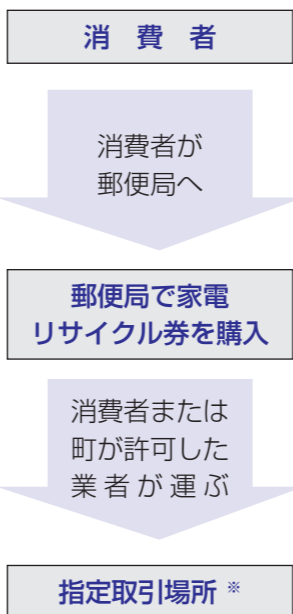 消　費　者
消費者が
郵便局へ
郵便局で家電
リサイクル券を購入
消費者または
町が許可した
業者が運ぶ
指定取引場所 ※